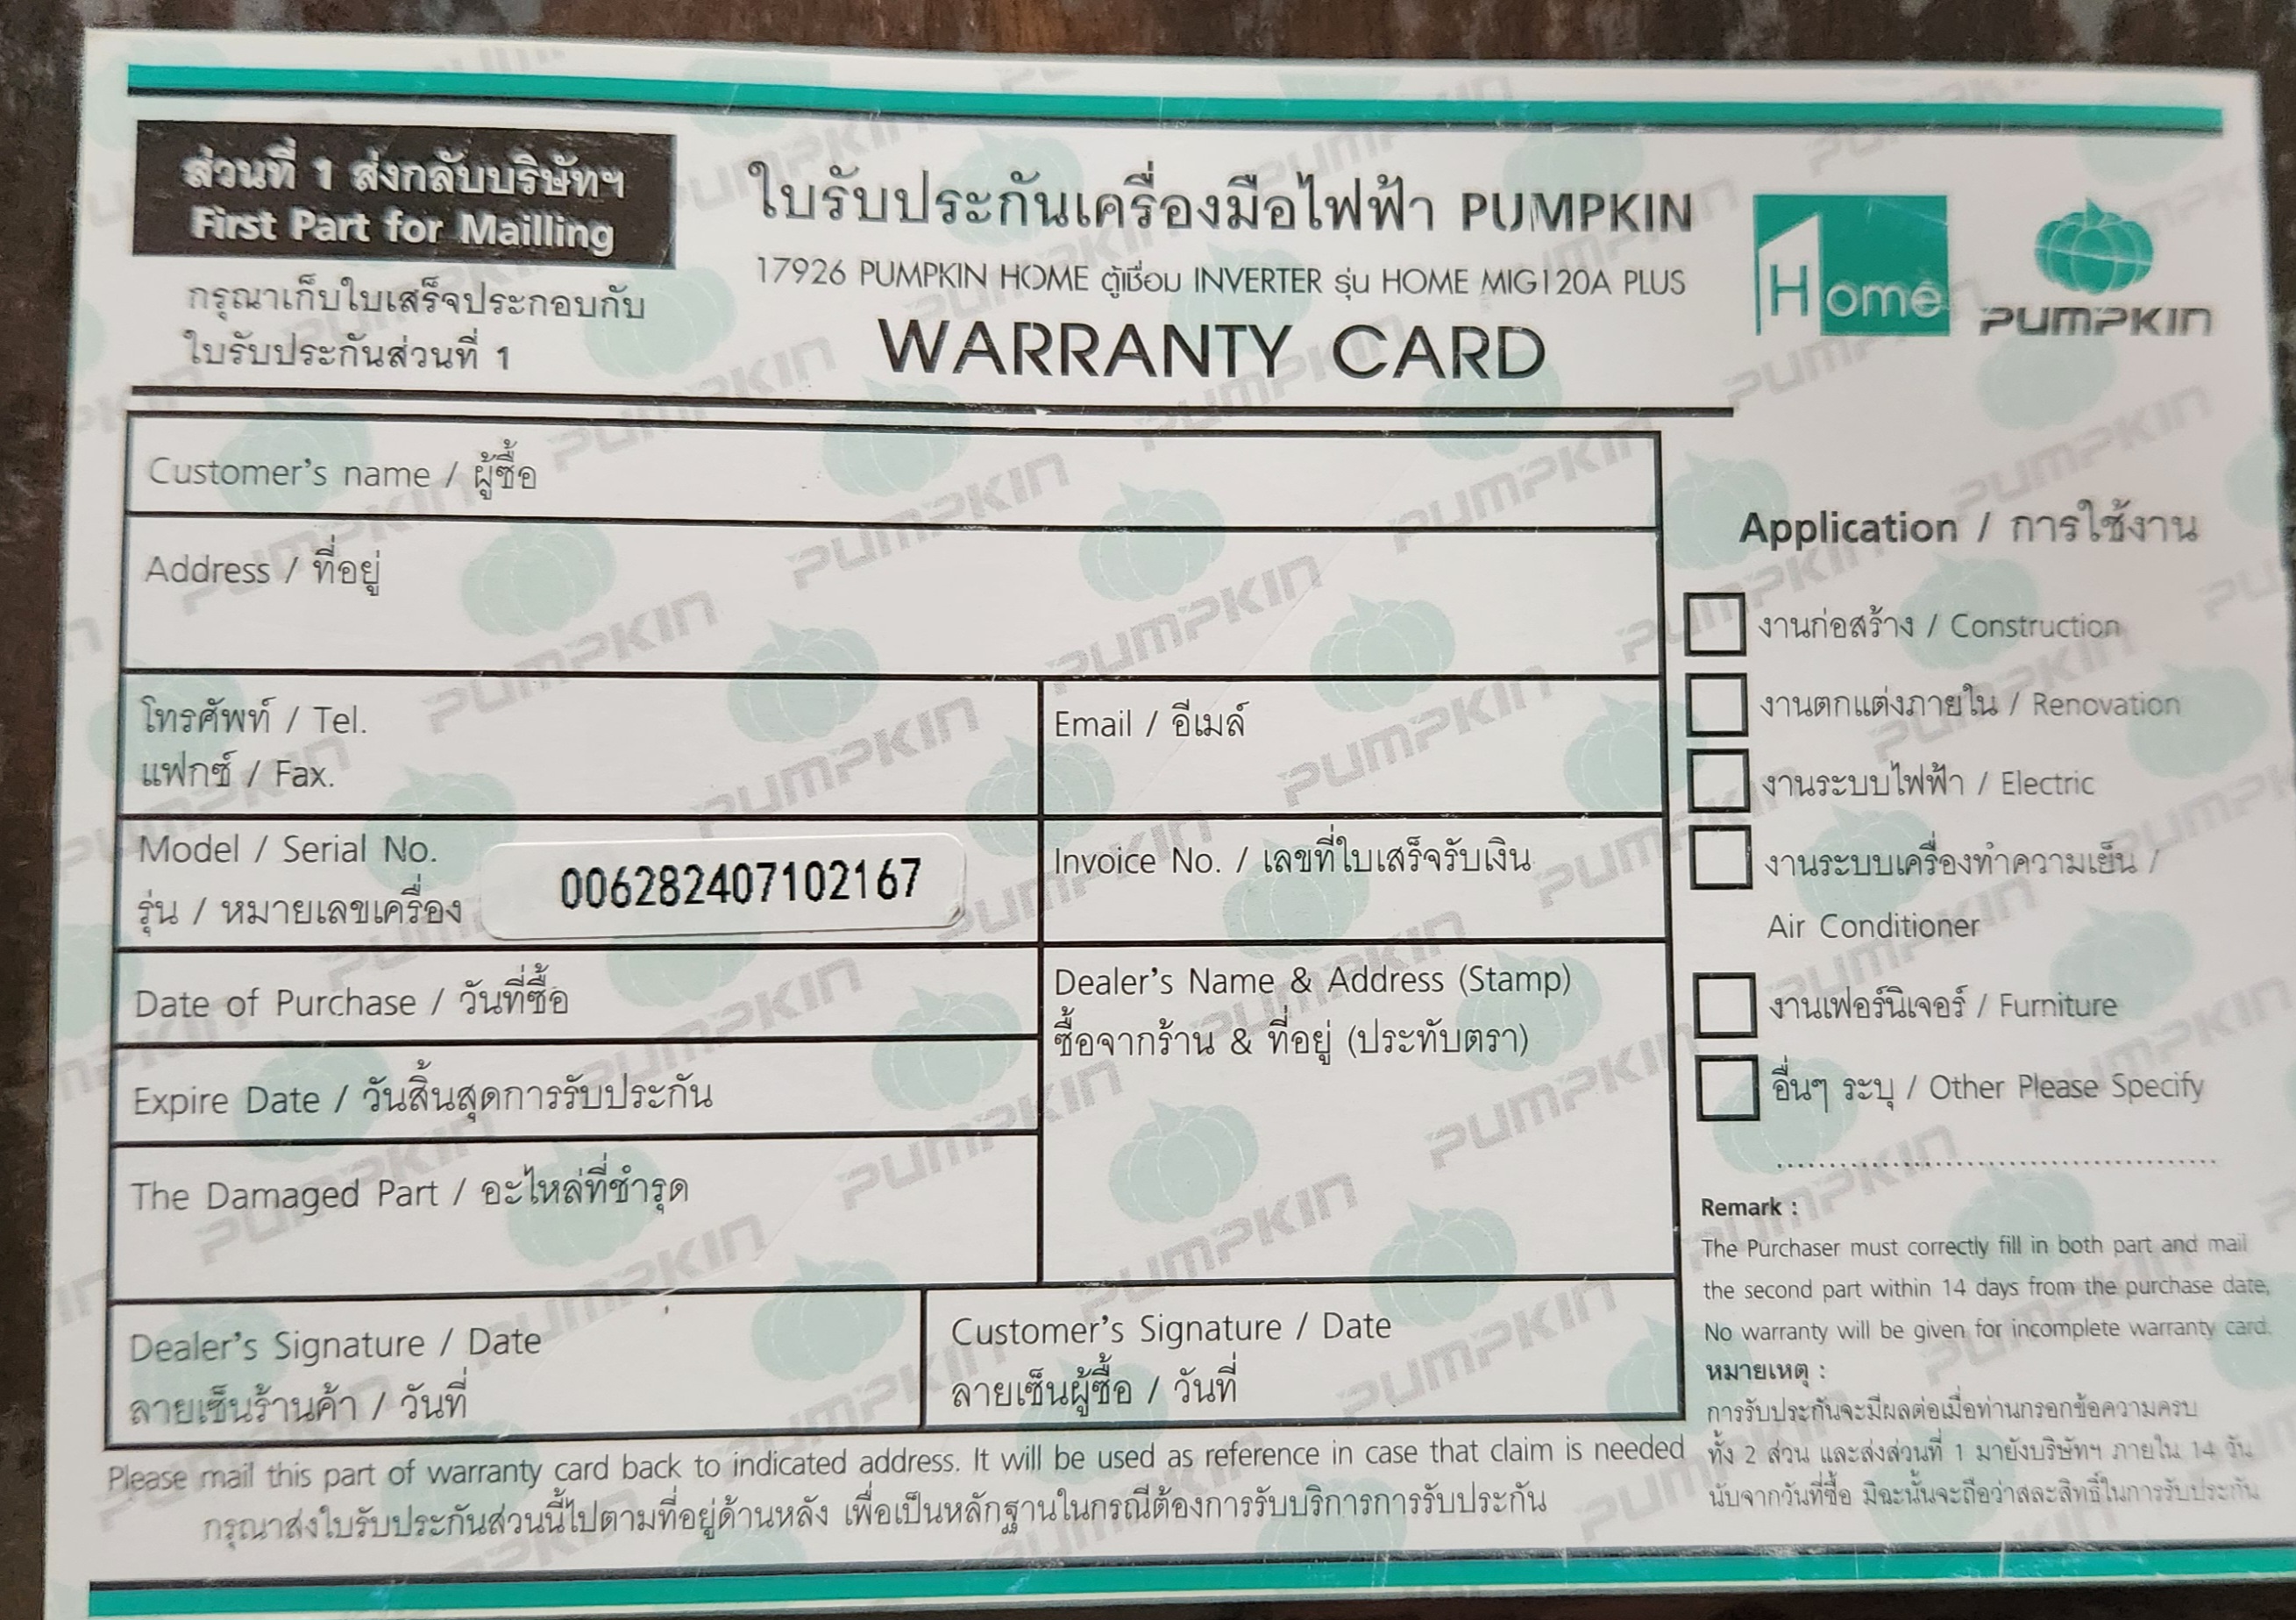 ส่วนที่ 1 ส่งกลับบริษัทฯ
First Part for Mailling
กรุณาเก็บใบเสร็จประกอบกับ
ใบรับประกันส่วนที่ 1
ใบรับประกันเครื่องมือไฟฟ้า PUMPKIN
17926 PUMPKIN HOME ตู้เชื่อม INVERTER รุ่น HOME MIG120A PLUS
WARRANTY CARD
Home
PUMPKIN
Customer's name / ผู้ซื้อ
Address / ที่อยู่
โทรศัพท์ / Tel.
แฟกซ์ / Fax.
Email / อีเมล์
Model / Serial No.
รุ่น / หมายเลขเครื่อง
006282407102167
Invoice No. / เลขที่ใบเสร็จรับเงิน
Date of Purchase / วันที่ซื้อ
Expire Date / วันสิ้นสุดการรับประกัน
The Damaged Part / อะไหล่ที่ชำรุด
Dealer's Name & Address (Stamp)
ซื้อจากร้าน & ที่อยู่ (ประทับตรา)
Dealer's Signature / Date
ลายเซ็นร้านค้า / วันที่
Customer's Signature / Date
ลายเซ็นผู้ซื้อ / วันที่
Please mail this part of warranty card back to indicated address. It will be used as reference in case that claim is needed
กรุณาส่งใบรับประกันส่วนนี้ไปตามที่อยู่ด้านหลัง เพื่อเป็นหลักฐานในกรณีต้องการรับบริการการรับประกัน
Application / การใช้งาน
งานก่อสร้าง / Construction
งานตกแต่งภายใน / Renovation
งานระบบไฟฟ้า / Electric
งานระบบเครื่องทำความเย็น /
Air Conditioner
งานเฟอร์นิเจอร์ / Furniture
อื่นๆ ระบุ / Other Please Specify
Remark :
The Purchaser must correctly fill in both part and mail
the second part within 14 days from the purchase date,
No warranty will be given for incomplete warranty card.
หมายเหตุ :
การรับประกันจะมีผลต่อเมื่อท่านกรอกข้อความครบ
ทั้ง 2 ส่วน และส่งส่วนที่ 1 มายังบริษัทฯ ภายใน 14 วัน
นับจากวันที่ซื้อ มิฉะนั้นจะถือว่าสละสิทธิ์ในการรับประกัน